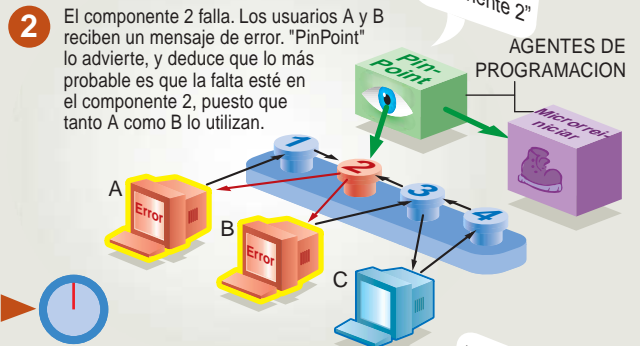 2
El componente 2 falla. Los usuarios A y B
reciben un mensaje de error. "PinPoint"
lo advierte, y deduce que lo más
probable es que la falta esté en
el componente 2, puesto que
tanto A como B lo utilizan.
2”
AGENTES DE
PROGRAMACION
Pin-
Point
Microrrei-
niciar
1
2
3
4
A
Error
B
Error
C